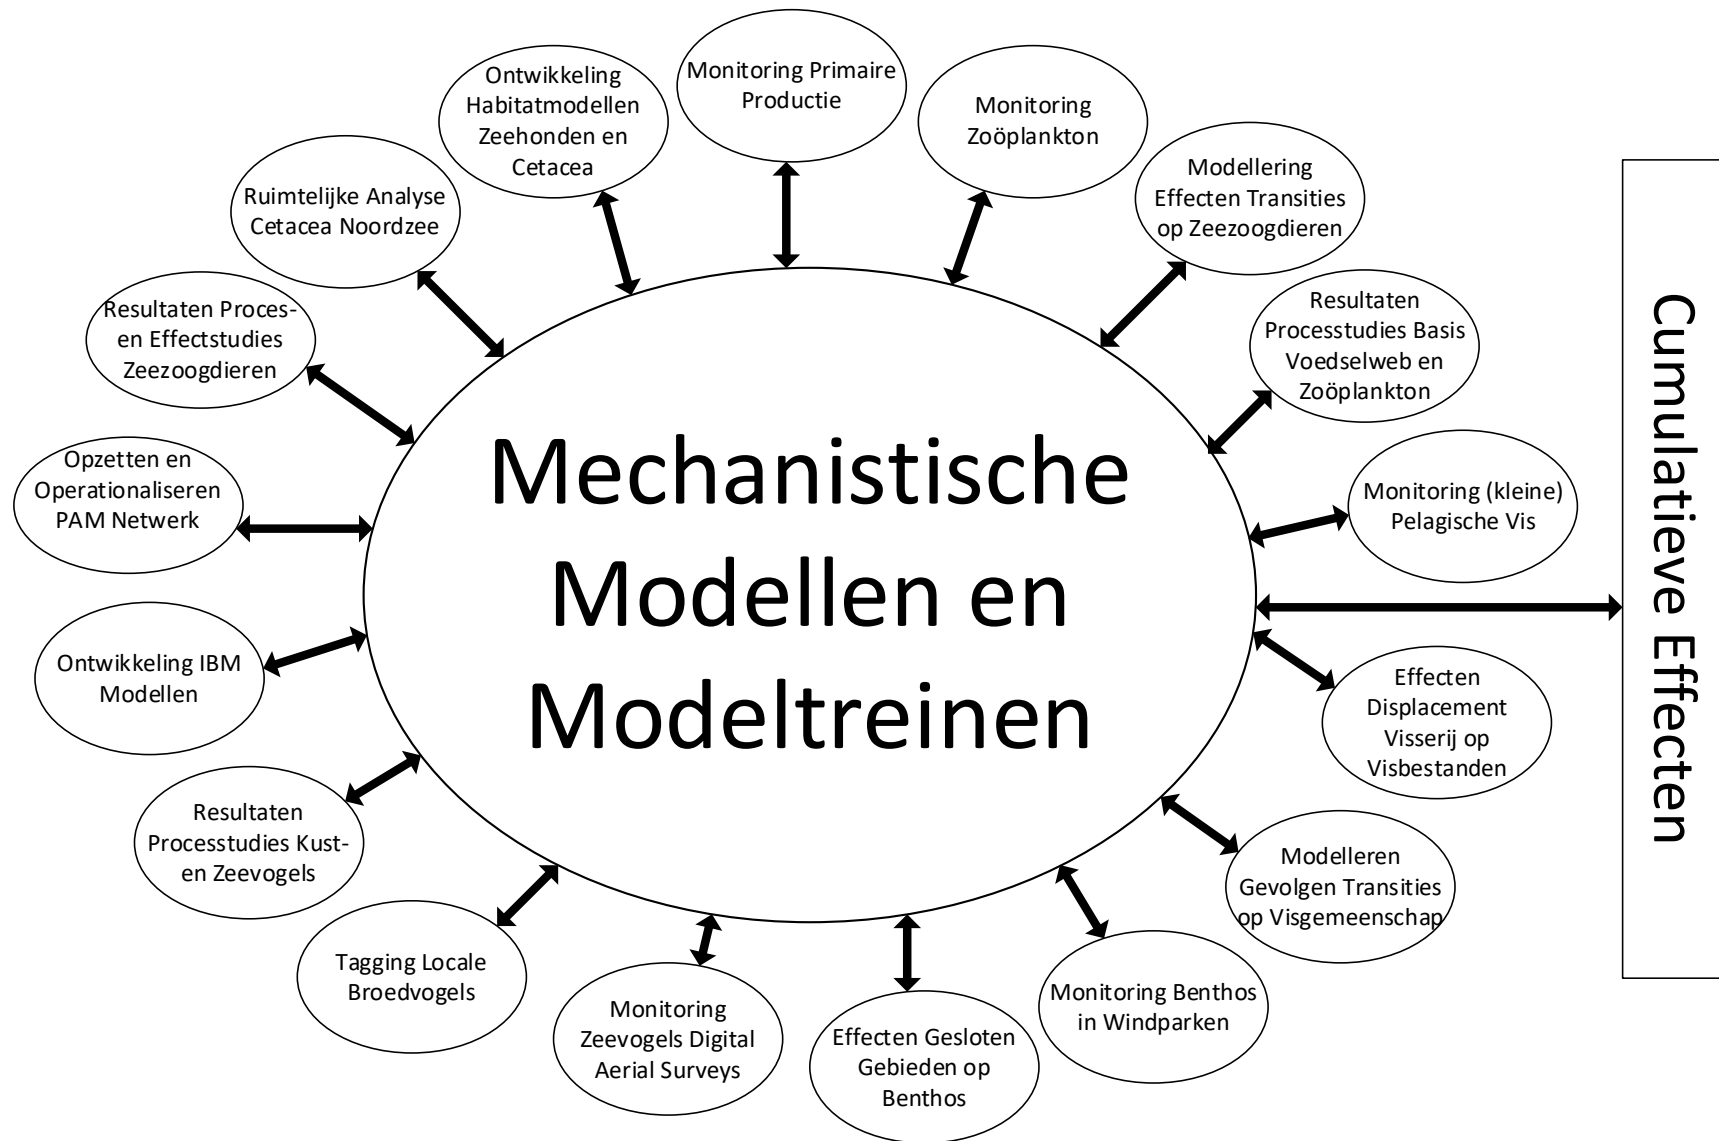 Monitoring Primaire
Productie
Ontwikkeling
Habitatmodellen
Zeehonden en
Cetacea
Monitoring
Zoöplankton
Modellering
Effecten Transities
op Zeezoogdieren
Ruimtelijke Analyse
Cetacea Noordzee
Resultaten Proces-
en Effectstudies
Zeezoogdieren
Resultaten
Processtudies Basis
Voedselweb en
Zoöplankton
Opzetten en
Operationaliseren
PAM Netwerk
Mechanistische
Modellen en
Modeltreinen
Monitoring (kleine)
Pelagische Vis
Cumulatieve Effecten
Ontwikkeling IBM
Modellen
Effecten
Displacement
Visserij op
Visbestanden
Resultaten
Processtudies Kust-
en Zeevogels
Modelleren
Gevolgen Transities
op Visgemeenschap
Tagging Locale
Broedvogels
Monitoring
Zeevogels Digital
Aerial Surveys
Effecten Gesloten
Gebieden op
Benthos
Monitoring Benthos
in Windparken